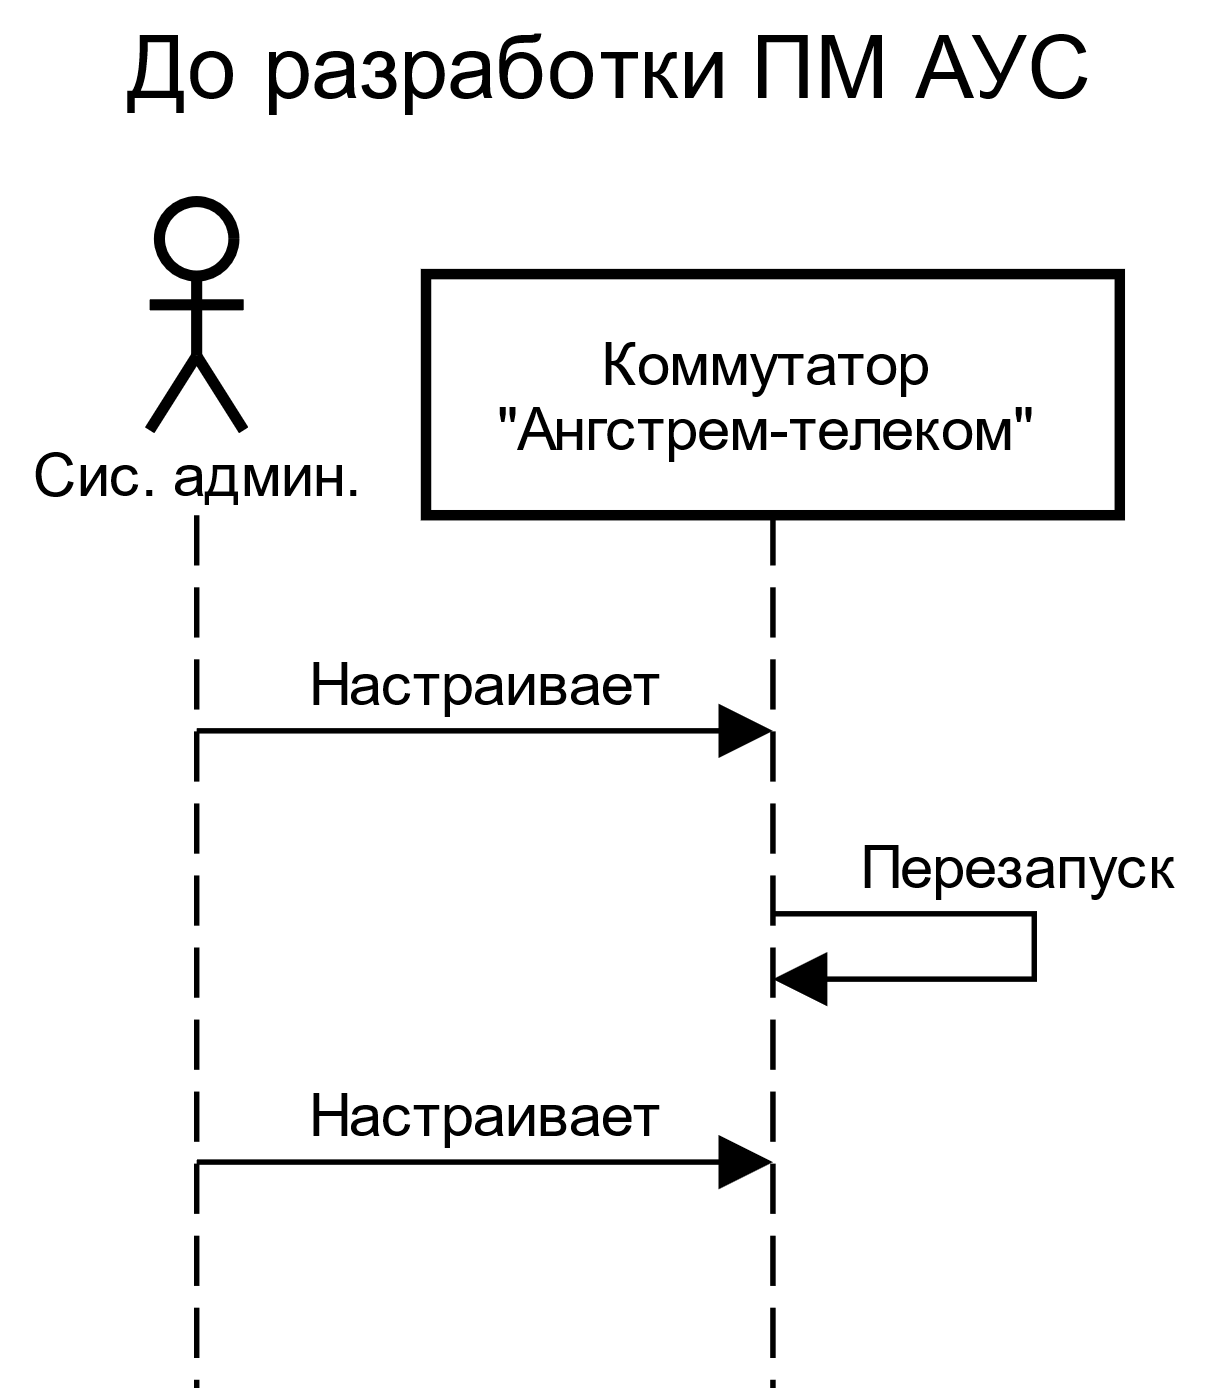 До разработки ПМ АУС
Коммутатор
"Ангстрем-телеком"
Сис. админ.
Настраивает
Перезапуск
Настраивает